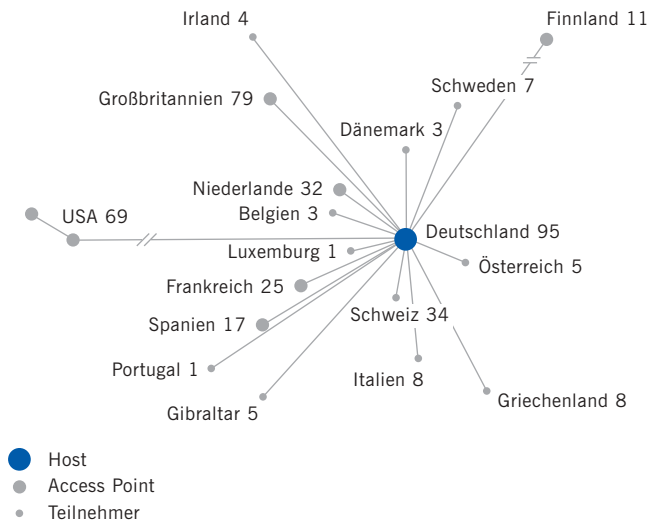 Irland 4
Finnland 11
Schweden 7
Großbritannien 79
Dänemark 3
Niederlande 32
Belgien 3
USA 69
Deutschland 95
Luxemburg 1
Österreich 5
Frankreich 25
Schweiz 34
Spanien 17
Portugal 1
Italien 8
Griechenland 8
Gibraltar 5
Host
Access Point
Teilnehmer